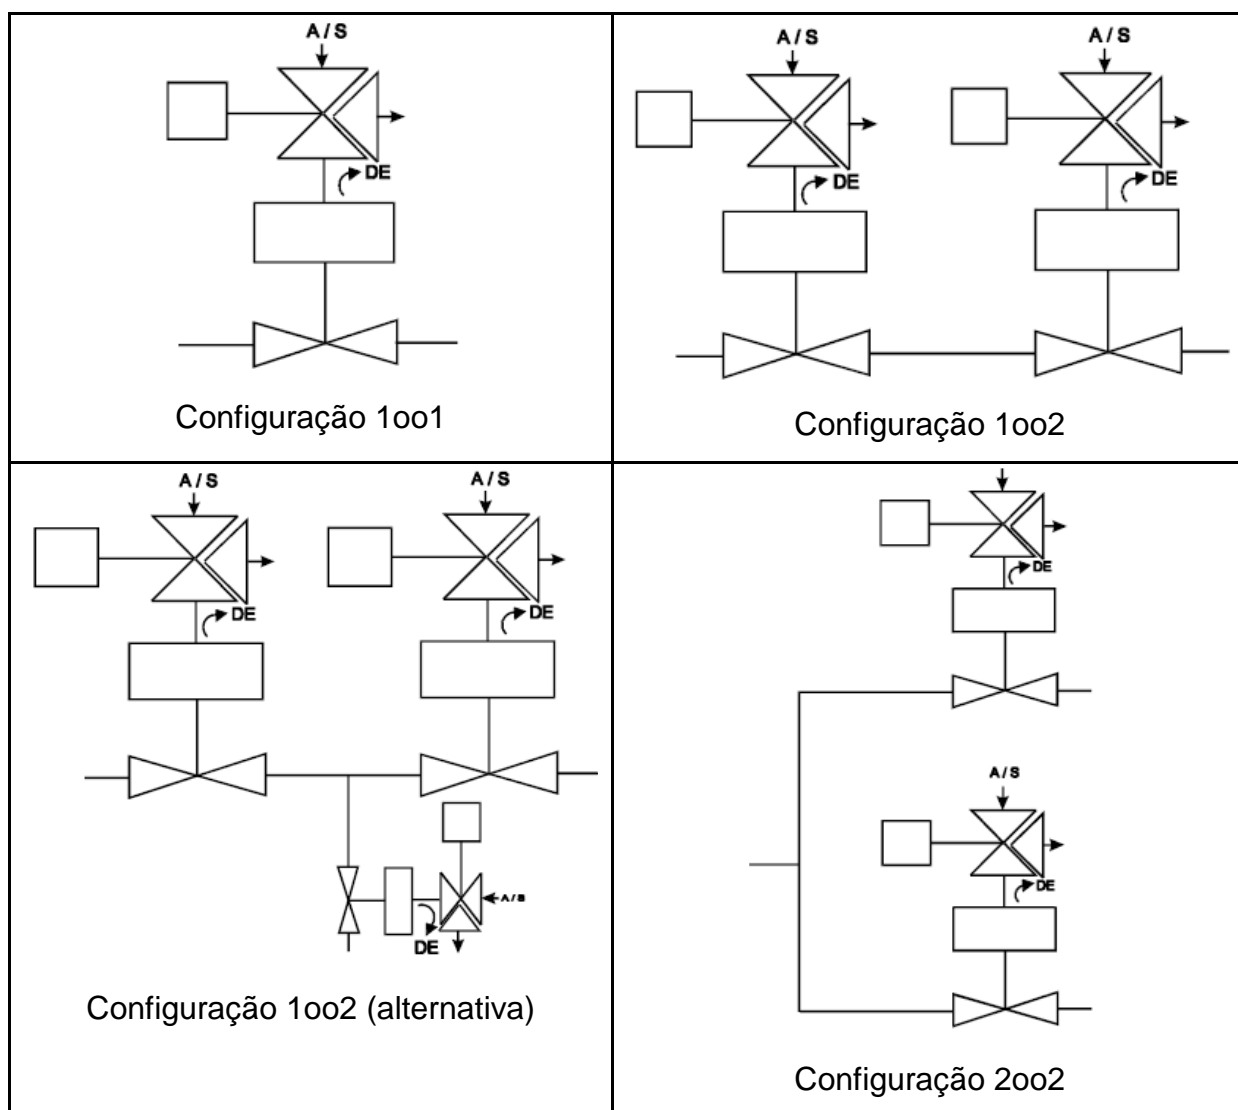 A / S
DE
Configuração 1oo1
A / S
A / S
DE
DE
Configuração 1oo2
A / S
A / S
DE
DE
A / S
DE
Configuração 1oo2 (alternativa)
DE
A / S
DE
Configuração 2oo2